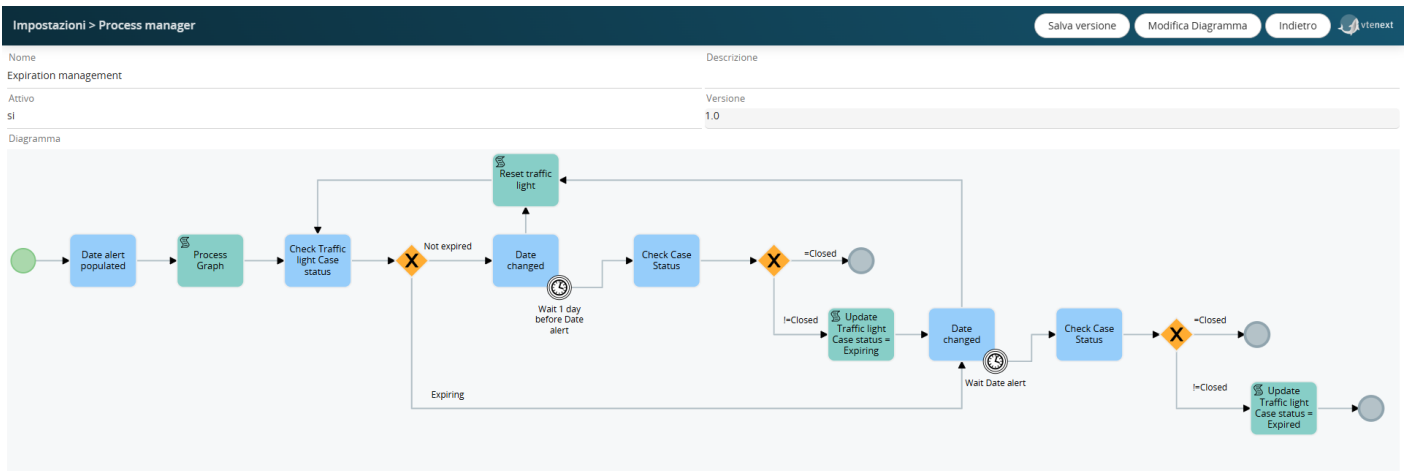 Impostazioni > Process manager
Salva versione
Modifica Diagramma
Indietro
vtenext
Nome
Expiration management
Descrizione
Attivo
si
Versione
1.0
Diagramma
Reset traffic
light
Date alert
populated
Process
Graph
Check Traffic
light Case
status
X
Not expired
Date
changed
Wait 1 day
before Date
alert
Check Case
Status
X
=Closed
!=Closed
Update
Traffic light
Case status =
Expiring
Date
changed
Wait Date alert
Check Case
Status
X
=Closed
!=Closed
Update
Traffic light
Case status =
Expired
Expiring